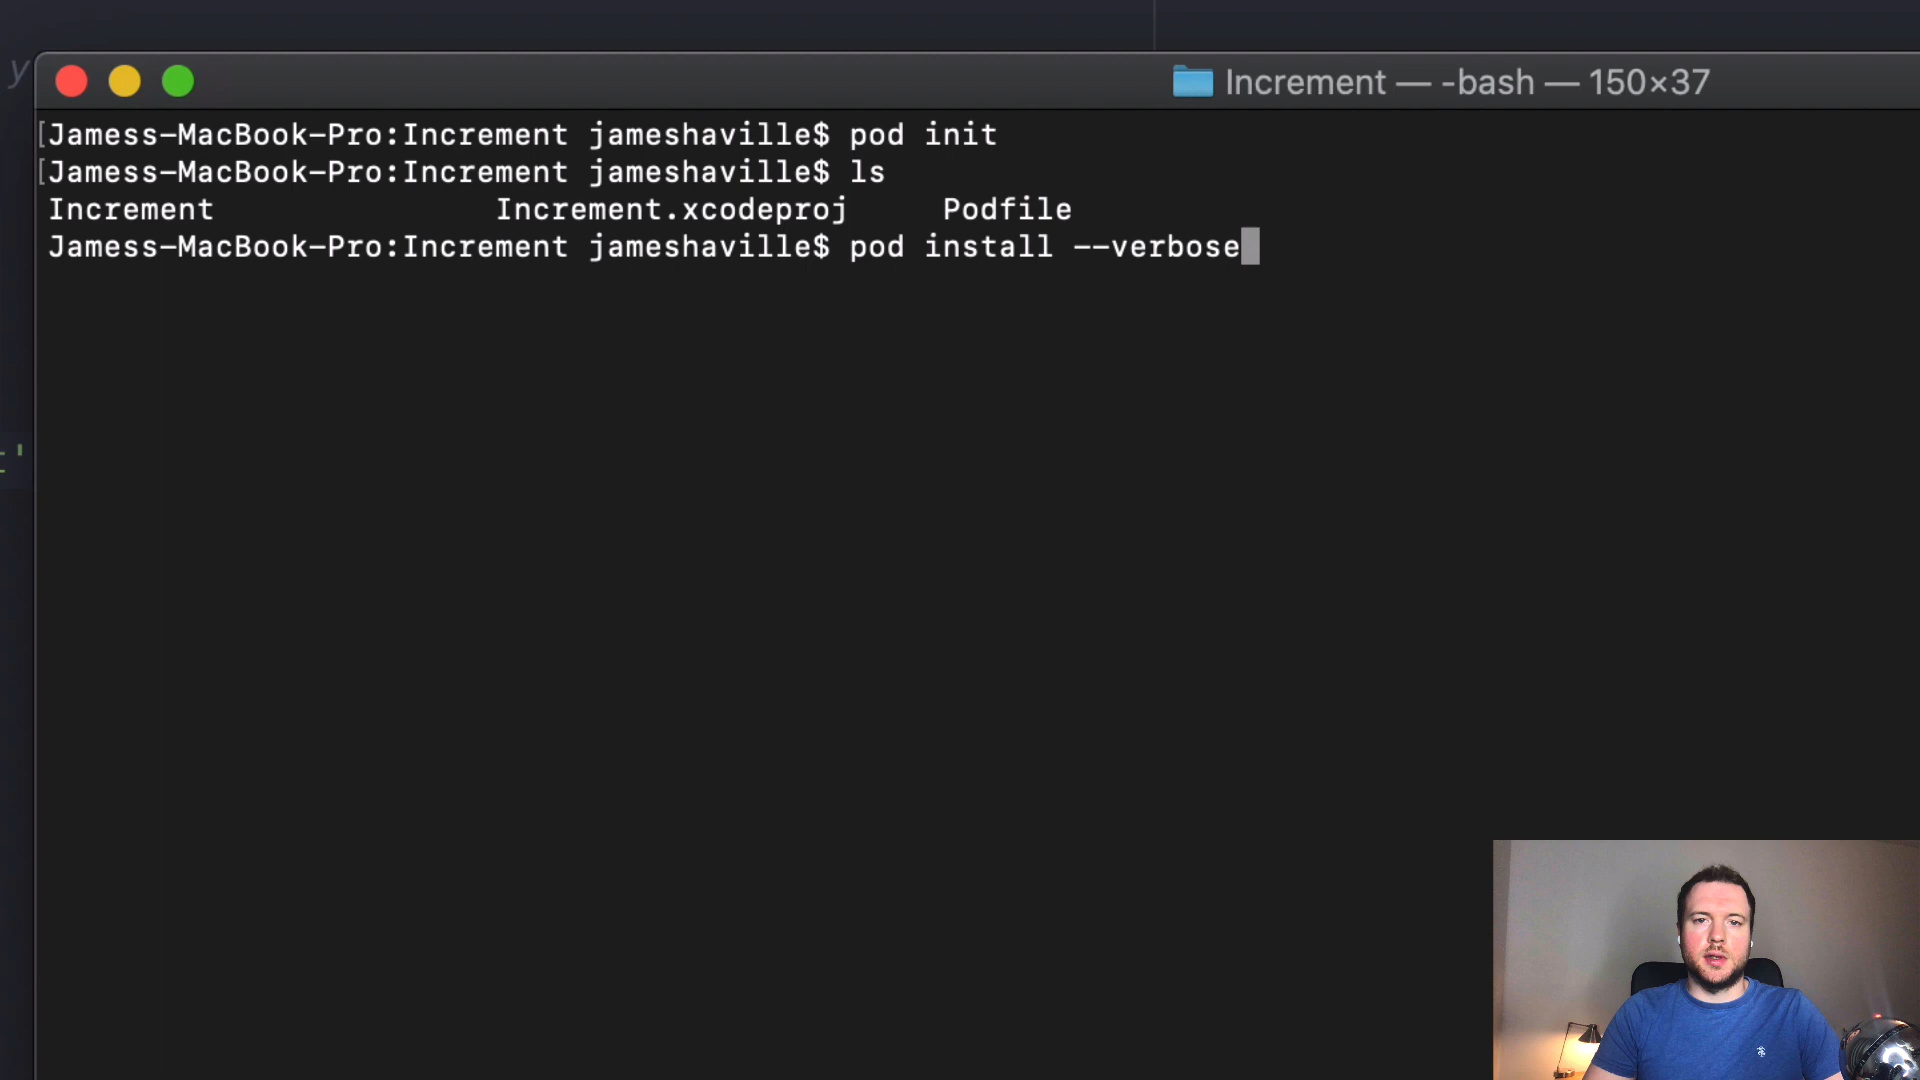 y
Increment — -bash — 150×37
[Jamess-MacBook-Pro:Increment jameshaville$ pod init
[Jamess-MacBook-Pro:Increment jameshaville$ ls
Increment Increment.xcodeproj Podfile
Jamess-MacBook-Pro:Increment jameshaville$ pod install --verbose